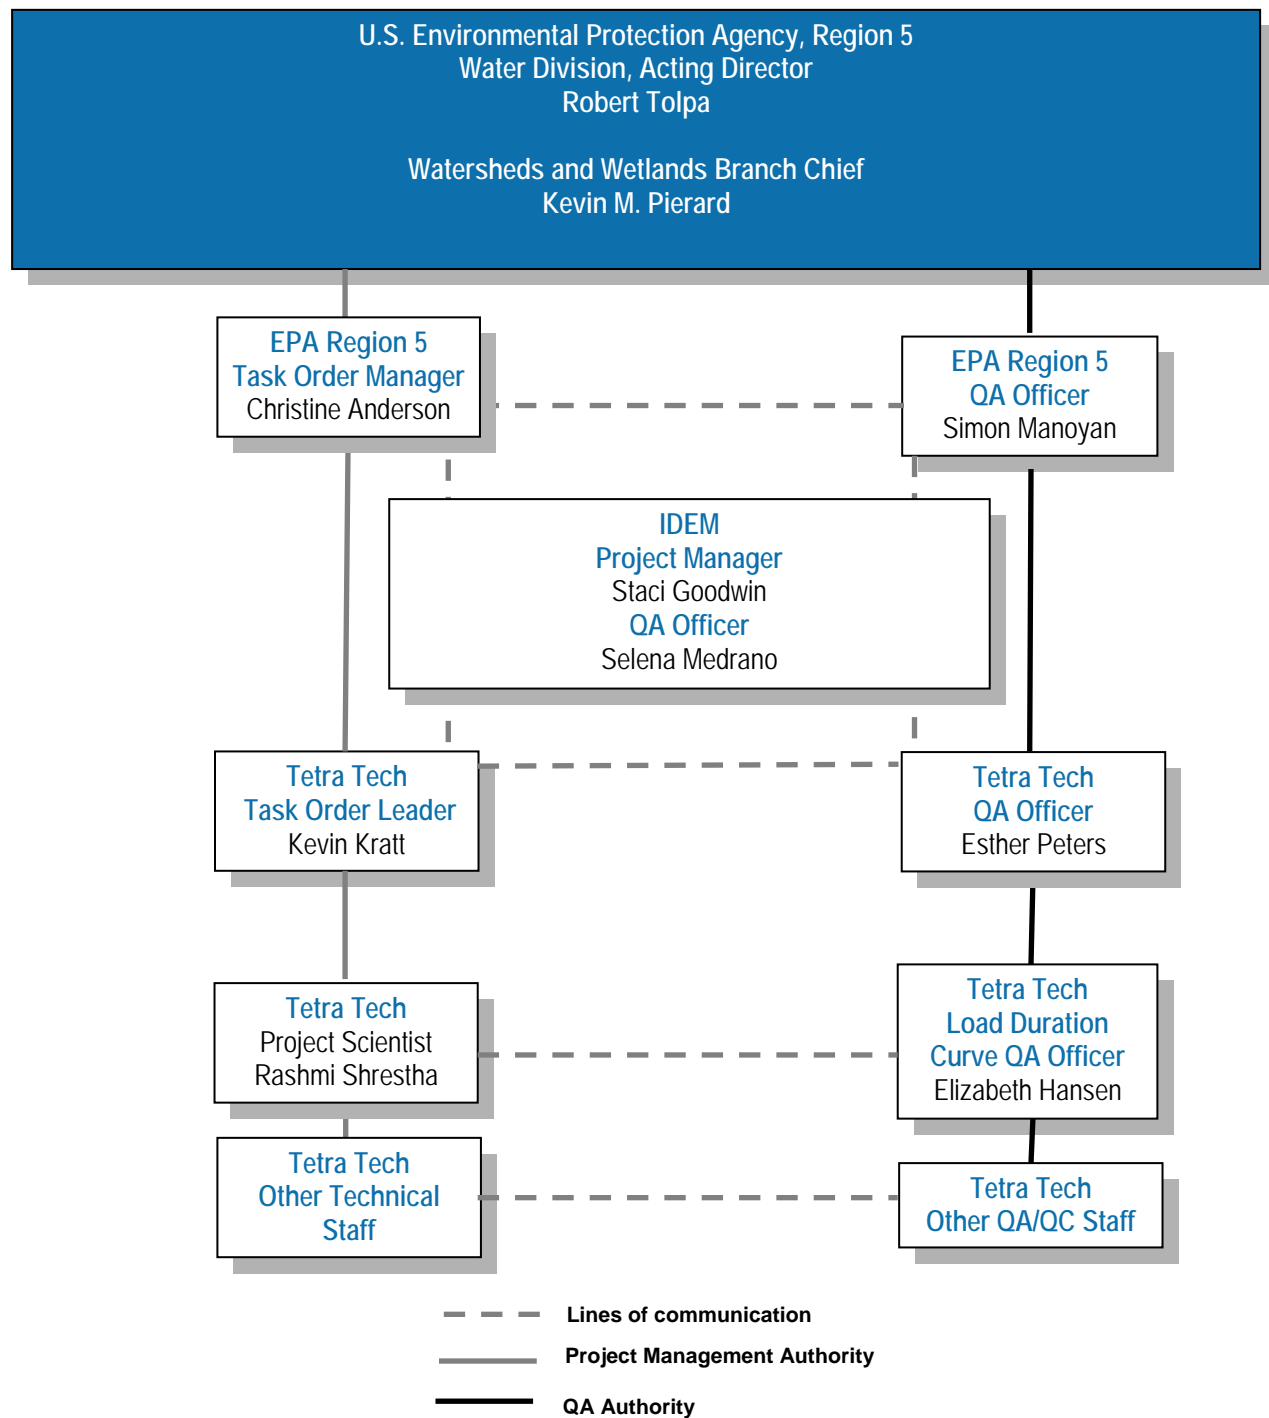 U.S. Environmental Protection Agency, Region 5
Water Division, Acting Director
Robert Tolpa
Watersheds and Wetlands Branch Chief
Kevin M. Pierard
EPA Region 5
Task Order Manager
Christine Anderson
EPA Region 5
QA Officer
Simon Manoyan
IDEM
Project Manager
Staci Goodwin
QA Officer
Selena Medrano
Tetra Tech
Task Order Leader
Kevin Kratt
Tetra Tech
QA Officer
Esther Peters
Tetra Tech
Project Scientist
Rashmi Shrestha
Tetra Tech
Load Duration
Curve QA Officer
Elizabeth Hansen
Tetra Tech
Other Technical
Staff
Tetra Tech
Other QA/QC Staff
Lines of communication
Project Management Authority
QA Authority